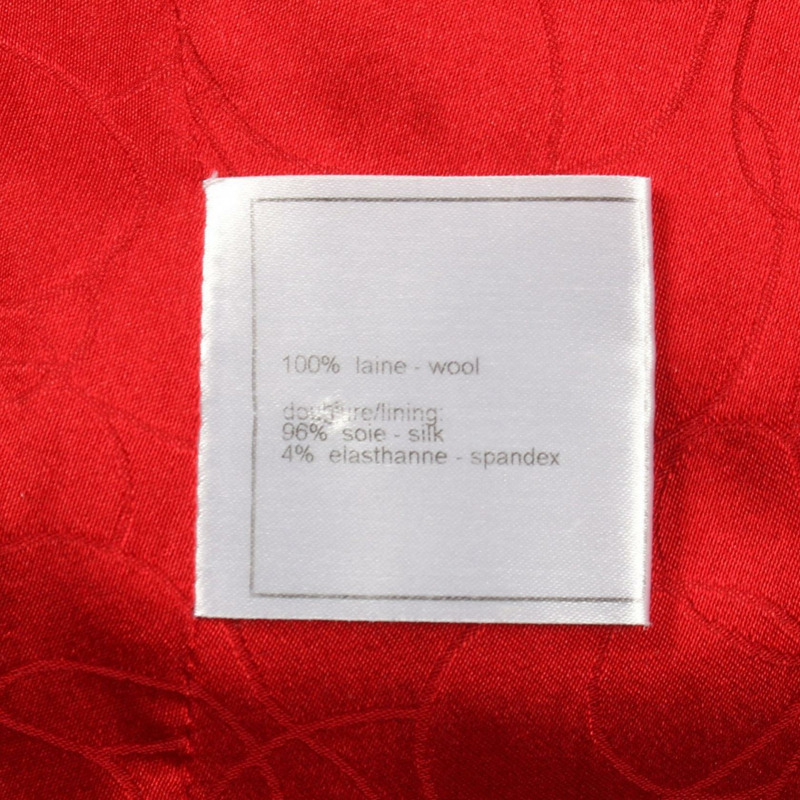 100% laine - wool
doublure/lining:
96% soie - silk
4% elasthanne - spandex